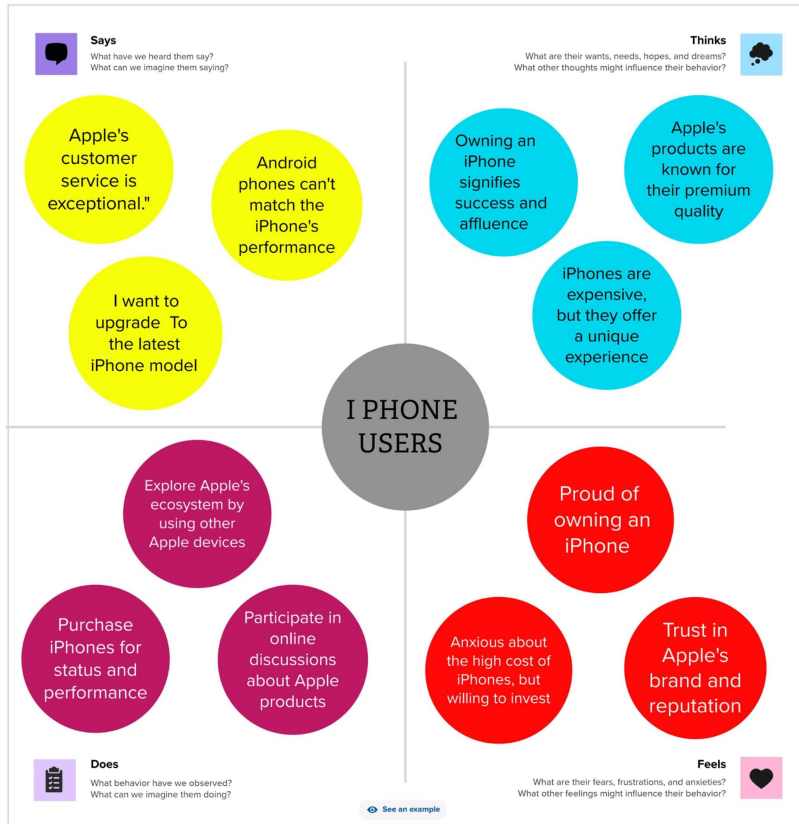 Says
What have we heard them say?
What can we imagine them saying?
Thinks
What are their wants, needs, hopes, and dreams?
What other thoughts might influence their behavior?
Apple's
customer
service is
exceptional."
Android
phones can't
match the
iPhone's
performance
I want to
upgrade To
the latest
iPhone model
Owning an
iPhone
signifies
success and
affluence
Apple's
products are
known for
their premium
quality
iPhones are
expensive,
but they offer
a unique
experience
I PHONE
USERS
Explore Apple's
ecosystem by
using other
Apple devices
Purchase
iPhones for
status and
performance
Participate in
online
discussions
about Apple
products
Proud of
owning an
iPhone
Anxious about
the high cost of
iPhones, but
willing to invest
Trust in
Apple's
brand and
reputation
Does
What behavior have we observed?
What can we imagine them doing?
Feels
What are their fears, frustrations, and anxieties?
What other feelings might influence their behavior?
See an example